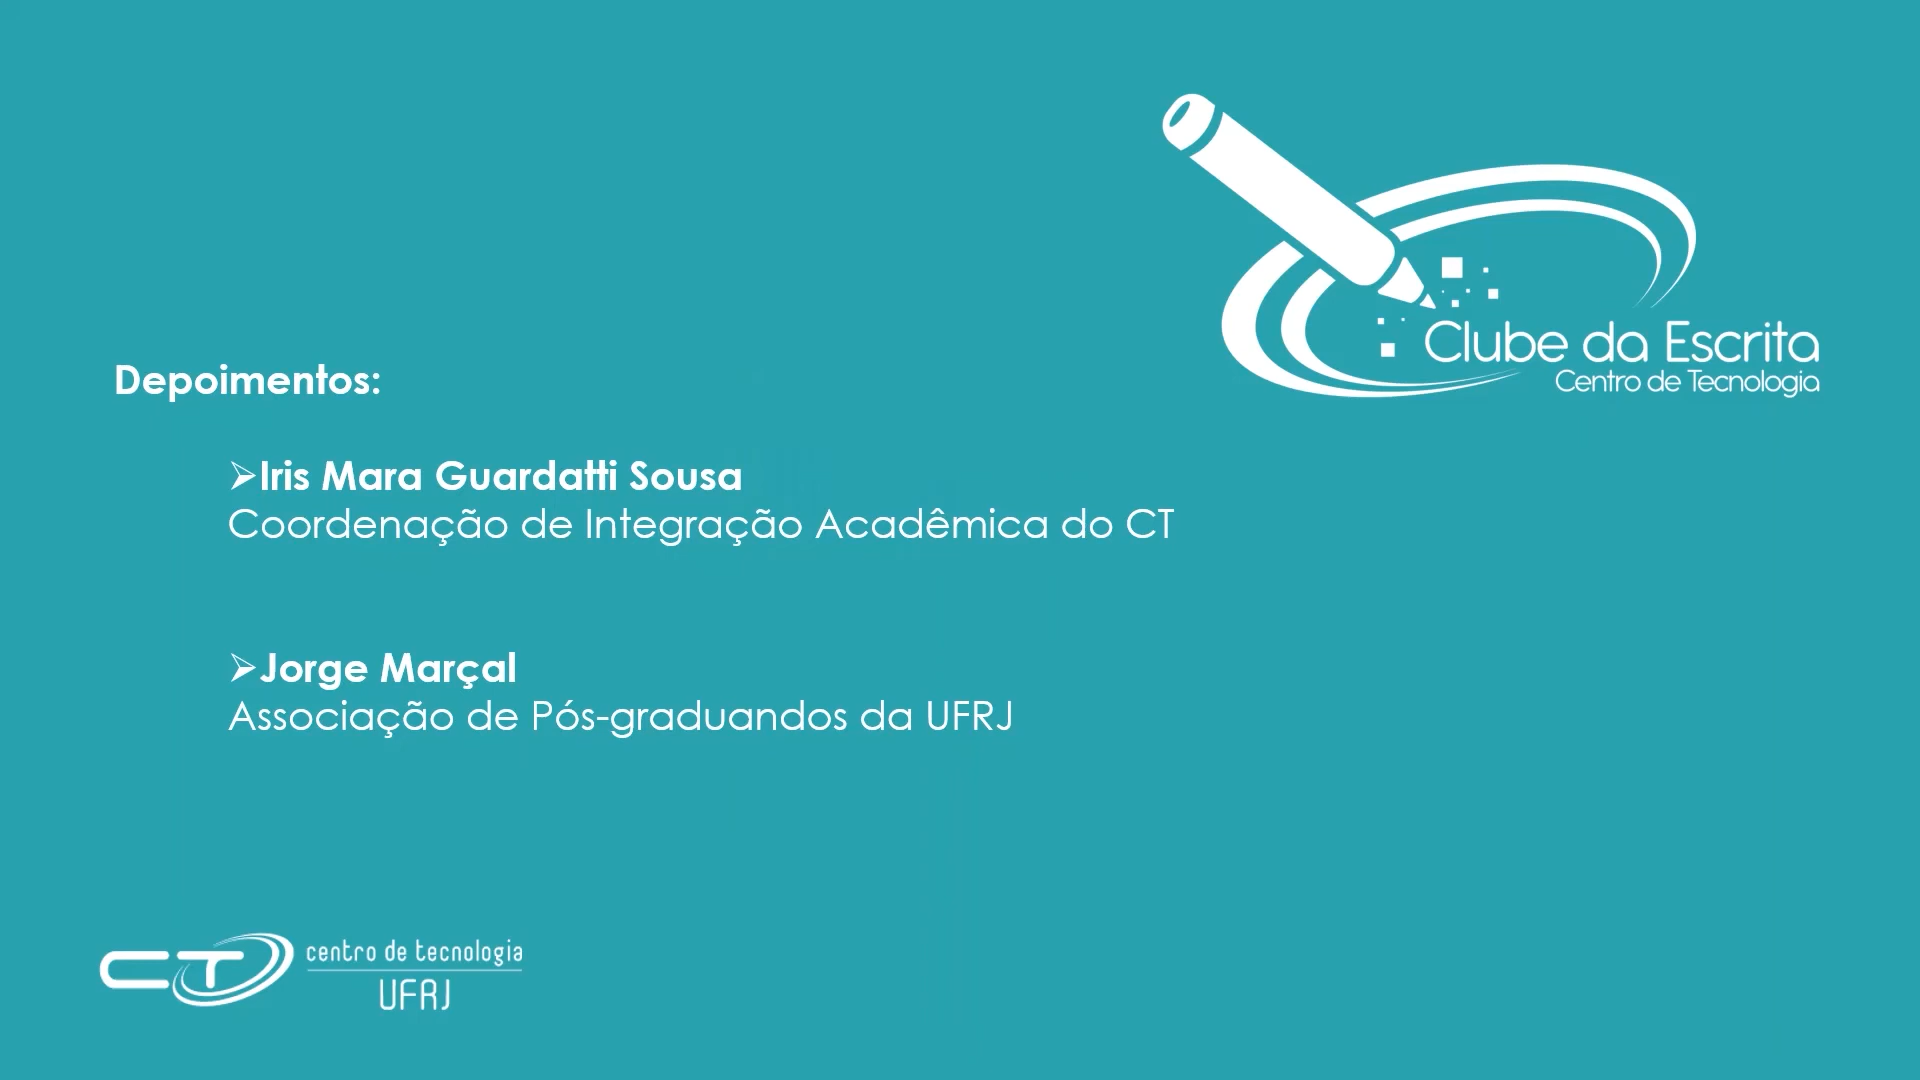 Clube da Escrita
Centro de Tecnologia
Depoimentos:
➢Iris Mara Guardatti Sousa
Coordenação de Integração Acadêmica do CT
➢Jorge Marçal
Associação de Pós-graduandos da UFRJ
CT centro de tecnologia
UFRJ